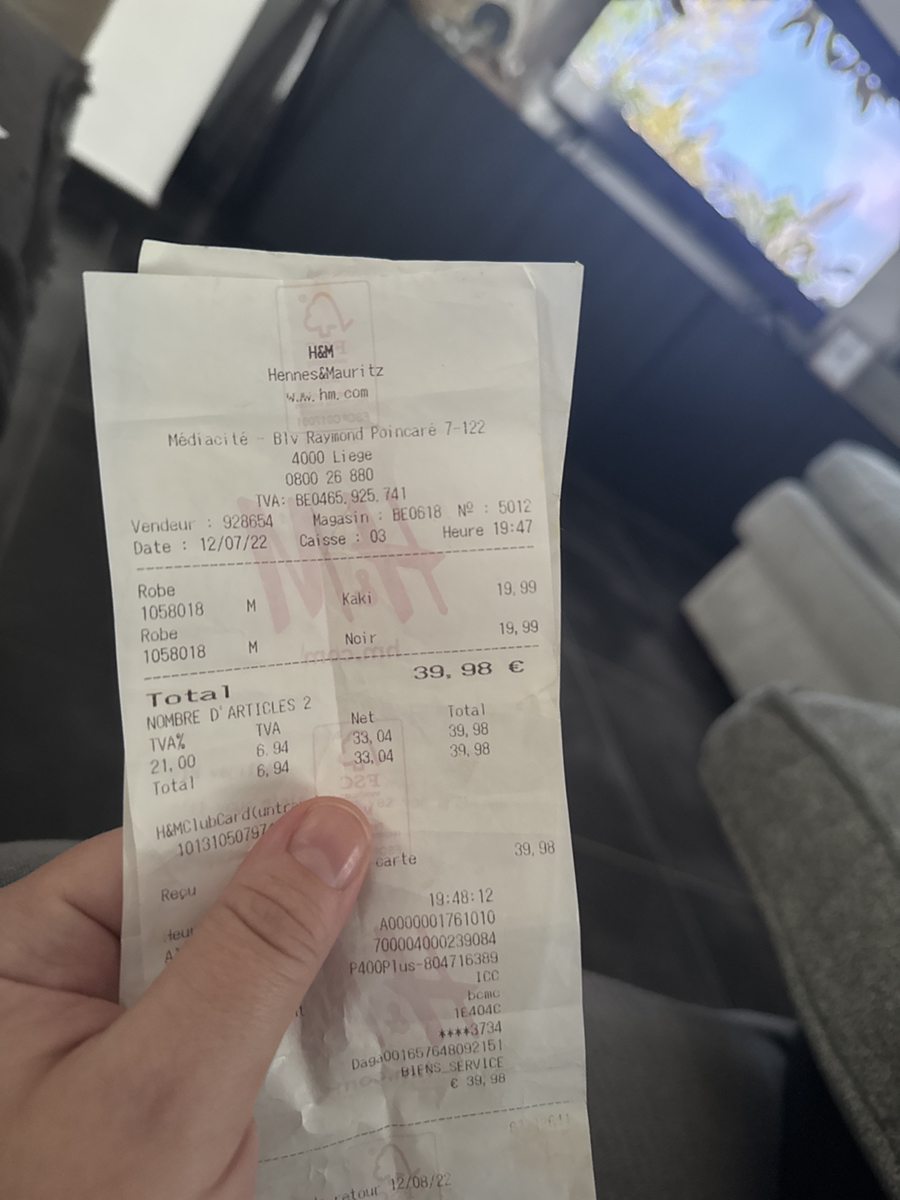 H&M
Hennes&Mauritz
www.hm.com
Médiacité - Blv Raymond Poincaré 7-122
4000 Liege
0800 26 880
TVA: BE0465.925.741
Vendeur : 928654 Magasin : BE0618 Nº : 5012
Date : 12/07/22 Caisse : 03 Heure 19:47
Robe 19,99
1058018 M Kaki
Robe 19,99
1058018 M Noir
Total 39,98 €
NOMBRE D'ARTICLES 2
TVA% TVA Net Total
21,00 6.94 33,04 39,98
Total 6,94 33,04 39,98
H&MClubCard
carte 39,98
Reçu
19:48:12
A0000001761010
700004000239084
P400Plus-804716389
ICC
bcmc
1E404C
****3734
Daga001657648092151
BIENS_SERVICE
€ 39,98
retour 12/08/22